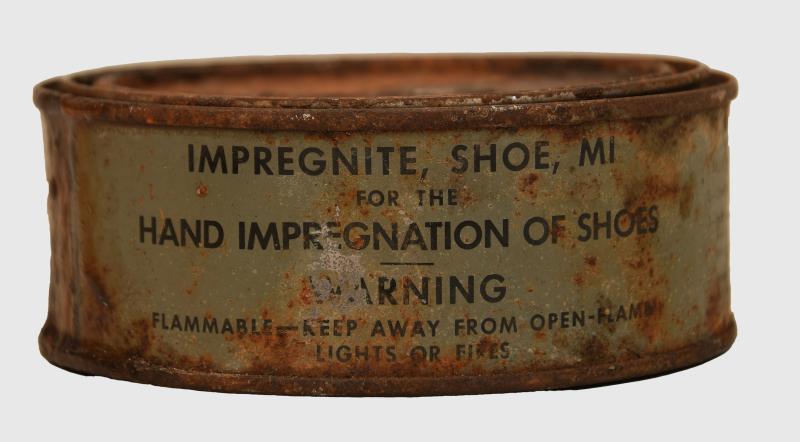 IMPREGNITE, SHOE, MI
FOR THE
HAND IMPREGNATION OF SHOES
WARNING
FLAMMABLE—KEEP AWAY FROM OPEN-FLAME
LIGHTS OR FIRES